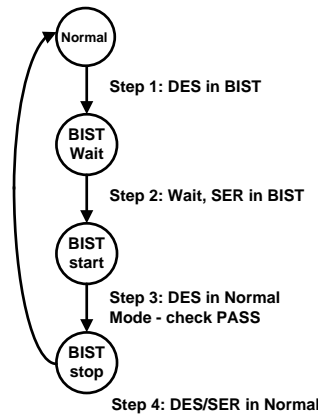 Normal
Step 1: DES in BIST
BIST
Wait
Step 2: Wait, SER in BIST
BIST
start
Step 3: DES in Normal
Mode - check PASS
BIST
stop
Step 4: DES/SER in Normal